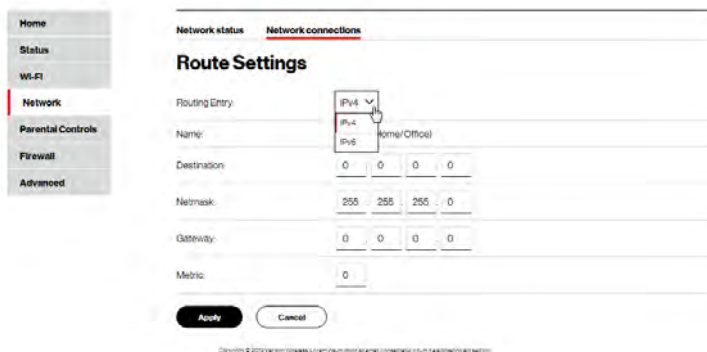 Home
Status
Wi-Fi
Network
Parental Controls
Firewall
Advanced
Network status Network connections
Route Settings
Routing Entry: IPv4
IPv4
IPv6
Name: Home/Office)
Destination: 0 . 0 . 0 . 0
Netmask: 255 . 255 . 255 . 0
Gateway: 0 . 0 . 0 . 0
Metric: 0
Apply Cancel